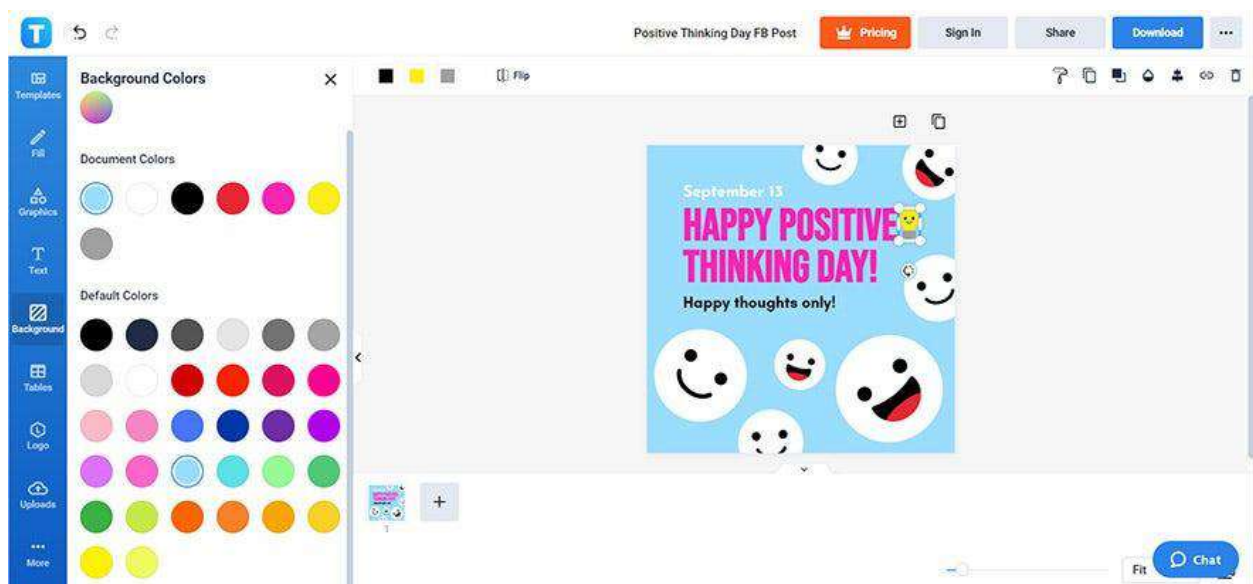 T
Positive Thinking Day FB Post
Pricing
Sign In
Share
Download
Templates
Fill
Graphics
Text
Background
Tables
Logo
Uploads
More
Background Colors
Document Colors
Default Colors
Flip
September 13
HAPPY POSITIVE
THINKING DAY!
Happy thoughts only!
1
Fit
Chat